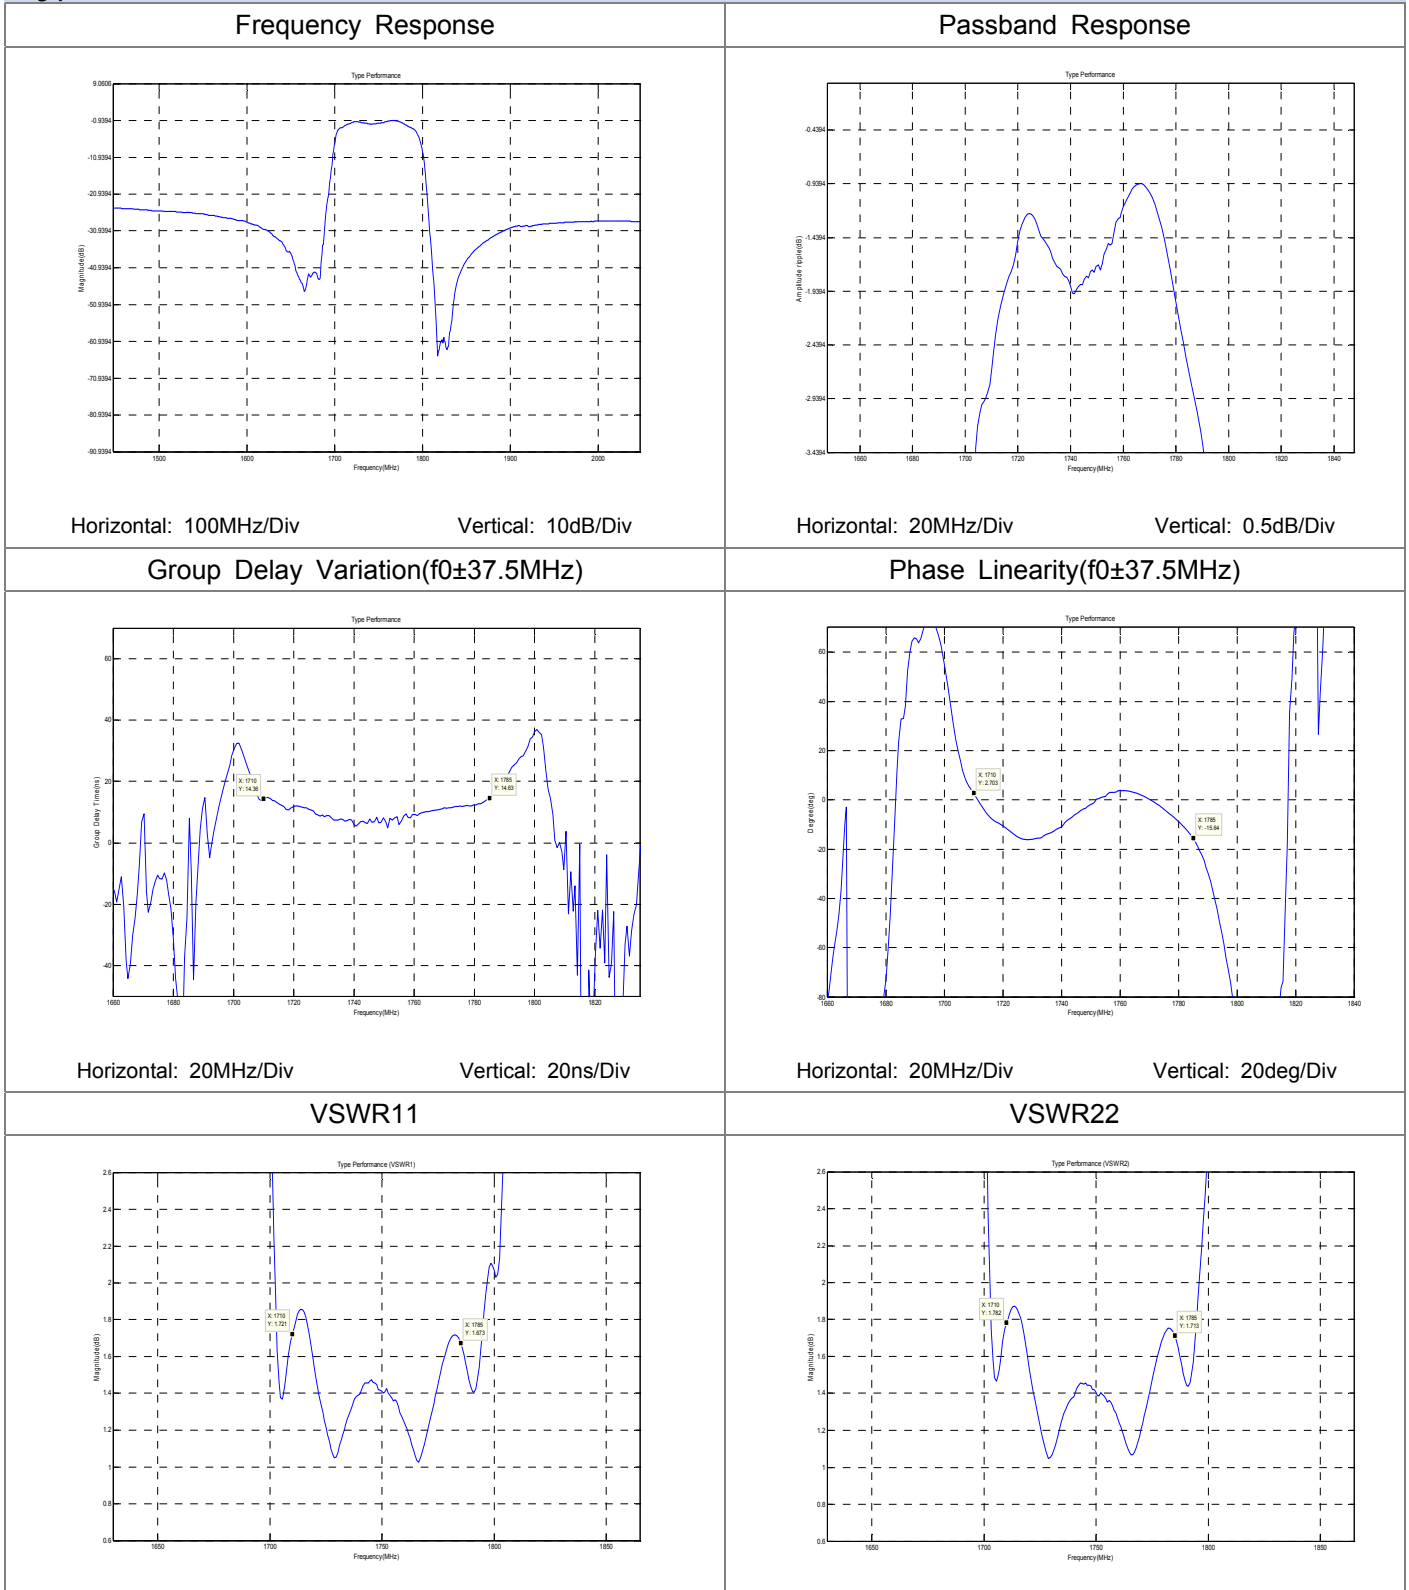 Frequency Response
Passband Response
Type Performance
9.0606
-0.9394
-10.9394
-20.9394
-30.9394
-40.9394
-50.9394
-60.9394
-70.9394
-80.9394
-90.9394
Magnitude(dB)
1500 1600 1700 1800 1900 2000
Frequency(MHz)
Horizontal: 100MHz/Div Vertical: 10dB/Div
Type Performance
-0.4394
-0.9394
-1.4394
-1.9394
-2.4394
-2.9394
-3.4394
Amplitude ripple(dB)
1660 1680 1700 1720 1740 1760 1780 1800 1820 1840
Frequency(MHz)
Horizontal: 20MHz/Div Vertical: 0.5dB/Div
Group Delay Variation(f0±37.5MHz)
Phase Linearity(f0±37.5MHz)
Type Performance
60
40
20
0
-20
-40
Group Delay Time(ns)
X: 1710
Y: 14.36
X: 1785
Y: 14.63
1660 1680 1700 1720 1740 1760 1780 1800 1820
Frequency(MHz)
Horizontal: 20MHz/Div Vertical: 20ns/Div
Type Performance
60
40
20
0
-20
-40
-60
-80
Degree(deg)
X: 1710
Y: 2.703
X: 1785
Y: -15.64
1660 1680 1700 1720 1740 1760 1780 1800 1820 1840
Frequency(MHz)
Horizontal: 20MHz/Div Vertical: 20deg/Div
VSWR11
VSWR22
Type Performance (VSWR1)
2.6
2.4
2.2
2
1.8
1.6
1.4
1.2
1
0.8
0.6
Magnitude(dB)
X: 1710
Y: 1.721
X: 1785
Y: 1.673
1650 1700 1750 1800 1850
Frequency(MHz)
Type Performance (VSWR2)
2.6
2.4
2.2
2
1.8
1.6
1.4
1.2
1
0.8
0.6
Magnitude(dB)
X: 1710
Y: 1.782
X: 1785
Y: 1.713
1650 1700 1750 1800 1850
Frequency(MHz)